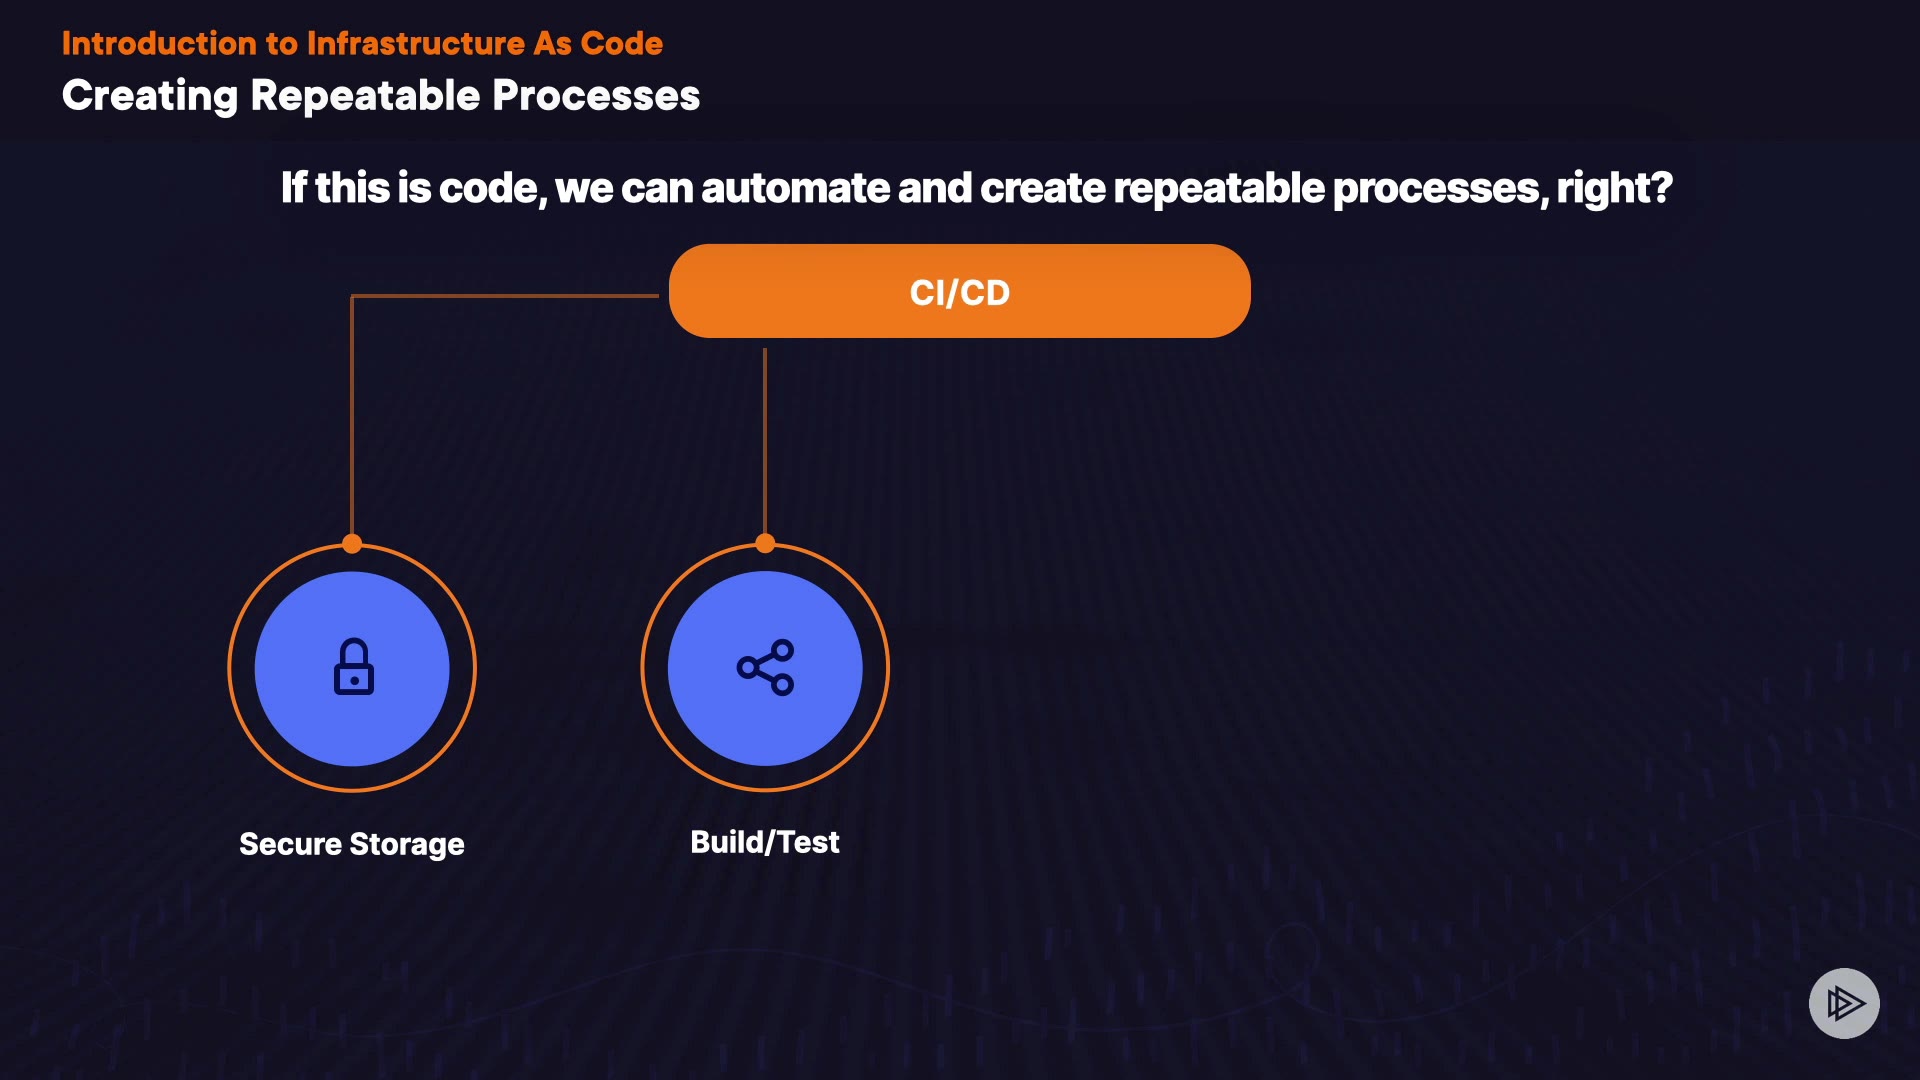 Introduction to Infrastructure As Code
Creating Repeatable Processes
If this is code, we can automate and create repeatable processes, right?
CI/CD
Secure Storage
Build/Test